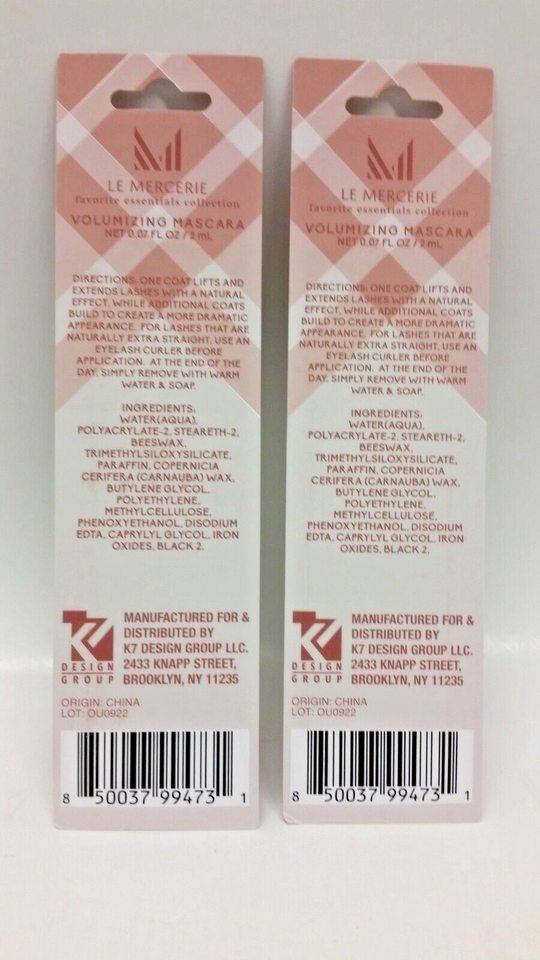 LE MERCERIE
favorite essentials collection
VOLUMIZING MASCARA
NET 0.07 FL OZ / 2 mL
DIRECTIONS: ONE COAT LIFTS AND
EXTENDS LASHES WITH A NATURAL
EFFECT, WHILE ADDITIONAL COATS
BUILD TO CREATE A MORE DRAMATIC
APPEARANCE. FOR LASHES THAT ARE
NATURALLY EXTRA STRAIGHT, USE AN
EYELASH CURLER BEFORE
APPLICATION. AT THE END OF THE
DAY, SIMPLY REMOVE WITH WARM
WATER & SOAP.
INGREDIENTS:
WATER(AQUA),
POLYACRYLATE-2, STEARETH-2,
BEESWAX,
TRIMETHYLSILOXYSILICATE,
PARAFFIN, COPERNICIA
CERIFERA (CARNAUBA) WAX,
BUTYLENE GLYCOL,
POLYETHYLENE,
METHYLCELLULOSE,
PHENOXYETHANOL, DISODIUM
EDTA, CAPRYLYL GLYCOL, IRON
OXIDES, BLACK 2.
K7
DESIGN
GROUP
MANUFACTURED FOR &
DISTRIBUTED BY
K7 DESIGN GROUP LLC.
2433 KNAPP STREET,
BROOKLYN, NY 11235
ORIGIN: CHINA
LOT: OU0922
8 50037 99473 1
LE MERCERIE
favorite essentials collection
VOLUMIZING MASCARA
NET 0.07 FL OZ / 2 mL
DIRECTIONS: ONE COAT LIFTS AND
EXTENDS LASHES WITH A NATURAL
EFFECT, WHILE ADDITIONAL COATS
BUILD TO CREATE A MORE DRAMATIC
APPEARANCE. FOR LASHES THAT ARE
NATURALLY EXTRA STRAIGHT, USE AN
EYELASH CURLER BEFORE
APPLICATION. AT THE END OF THE
DAY, SIMPLY REMOVE WITH WARM
WATER & SOAP.
INGREDIENTS:
WATER(AQUA),
POLYACRYLATE-2, STEARETH-2,
BEESWAX,
TRIMETHYLSILOXYSILICATE,
PARAFFIN, COPERNICIA
CERIFERA (CARNAUBA) WAX,
BUTYLENE GLYCOL,
POLYETHYLENE,
METHYLCELLULOSE,
PHENOXYETHANOL, DISODIUM
EDTA, CAPRYLYL GLYCOL, IRON
OXIDES, BLACK 2.
K7
DESIGN
GROUP
MANUFACTURED FOR &
DISTRIBUTED BY
K7 DESIGN GROUP LLC.
2433 KNAPP STREET,
BROOKLYN, NY 11235
ORIGIN: CHINA
LOT: OU0922
8 50037 99473 1